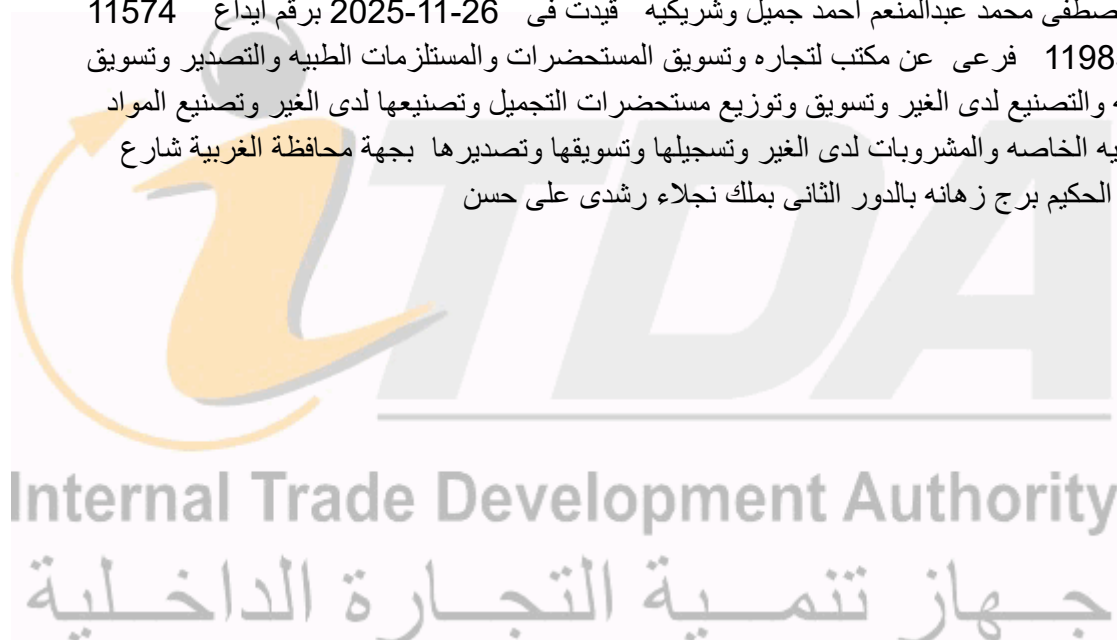 مصطفى محمد عبدالمنعم احمد جميل وشريكيه قيدت فى 26-11-2025 برقم ايداع 11574
فرعى عن مكتب لتجاره وتسويق المستحضرات والمستلزمات الطبيه والتصدير وتسويق
والتصنيع لدى الغير وتسويق وتوزيع مستحضرات التجميل وتصنيعها لدى الغير وتصنيع المواد
الخاصه والمشروبات لدى الغير وتسجيلها وتسويقها وتصديرها بجهة محافظة الغربية شارع
الحكيم برج زهانه بالدور الثانى بملك نجلاء رشدى على حسن
iTDA
Internal Trade Development Authority
جهاز تنمية التجارة الداخلية